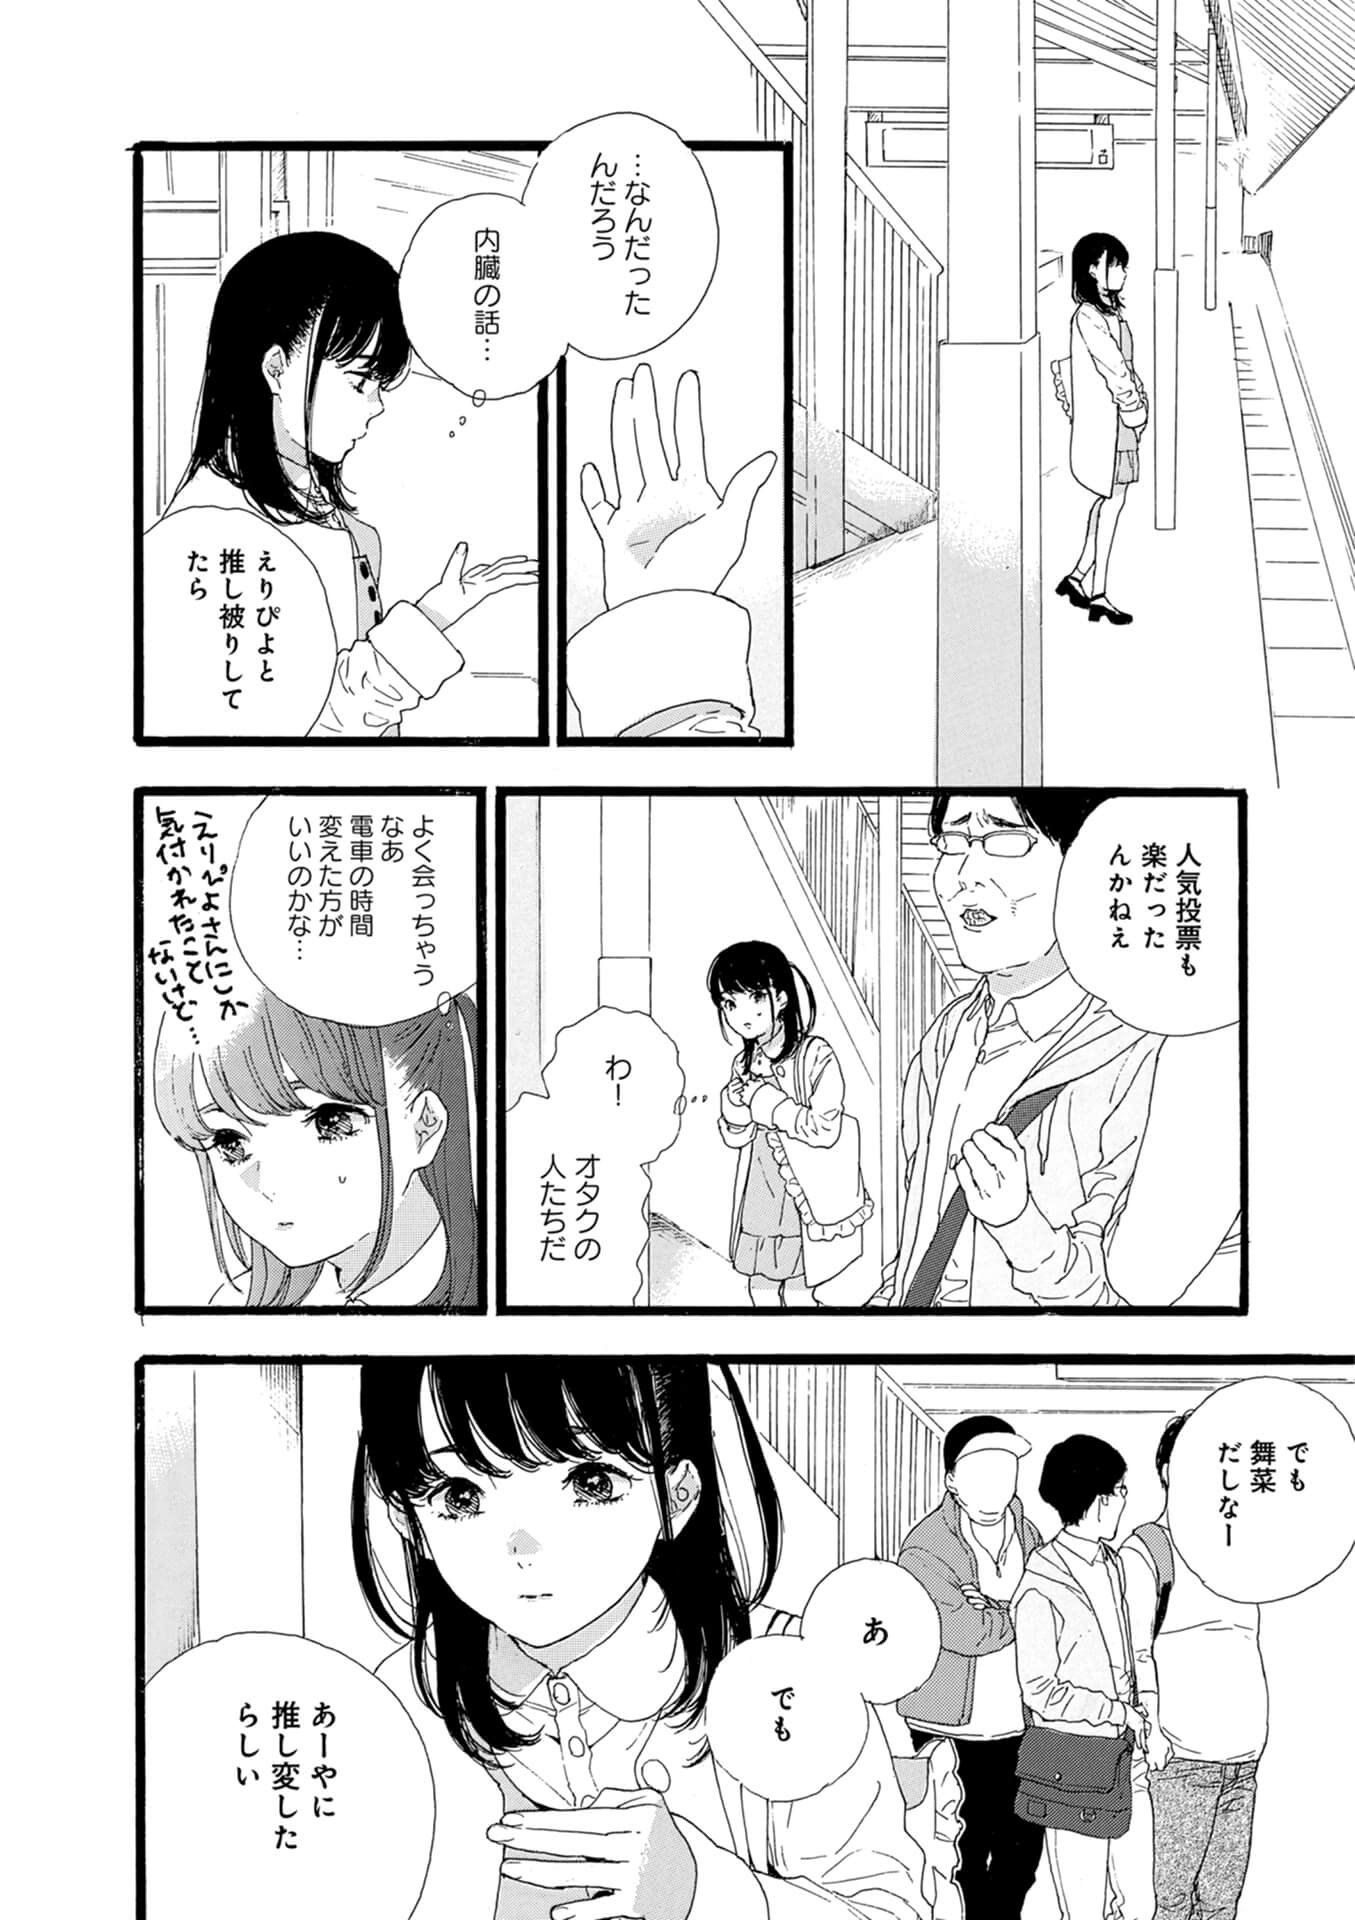 …なんだった
んだろう
内臓の話…
えりぴよと
推し被りして
たら
人気投票も
楽だった
んかねえ
わ!
オタクの
人たちだ
よく会っちゃう
なあ
電車の時間
変えた方が
いいのかな…
えりぴよさんにしか
気付かれたこと
ないけど…
でも
舞菜
だしなー
あ
でも
あーやに
推し変した
らしい